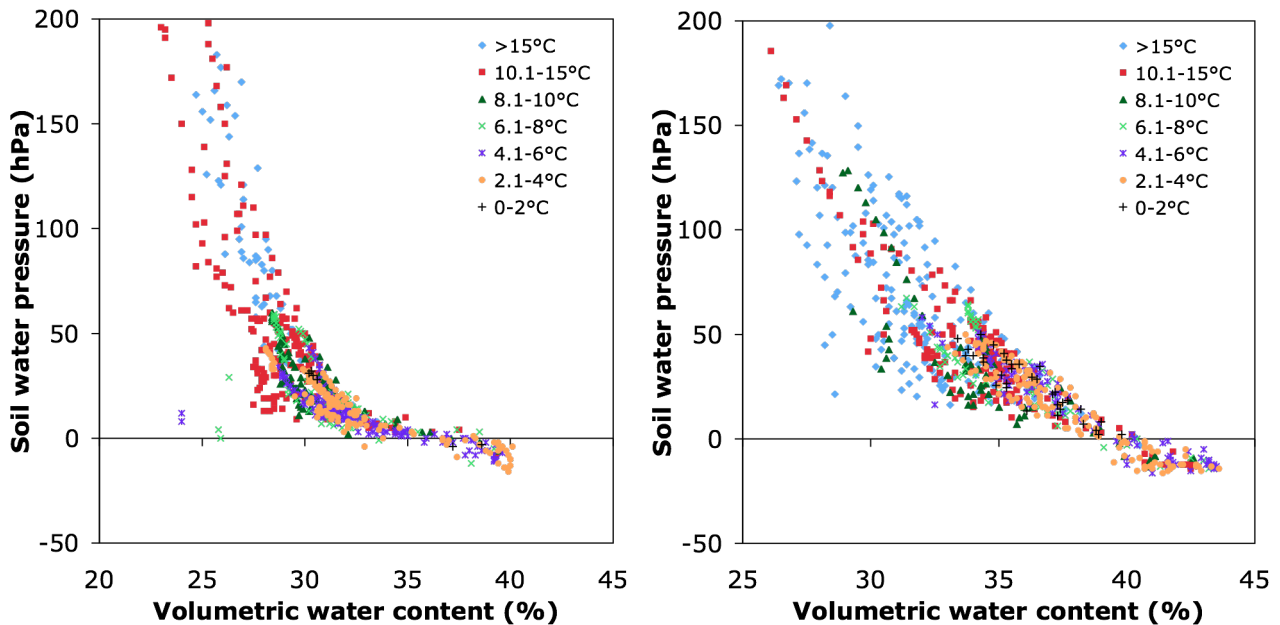 200
150
100
50
0
-50
20 25 30 35 40 45
Soil water pressure (hPa)
Volumetric water content (%)
>15°C
10.1-15°C
8.1-10°C
6.1-8°C
4.1-6°C
2.1-4°C
0-2°C
200
150
100
50
0
-50
25 30 35 40 45
Soil water pressure (hPa)
Volumetric water content (%)
>15°C
10.1-15°C
8.1-10°C
6.1-8°C
4.1-6°C
2.1-4°C
0-2°C